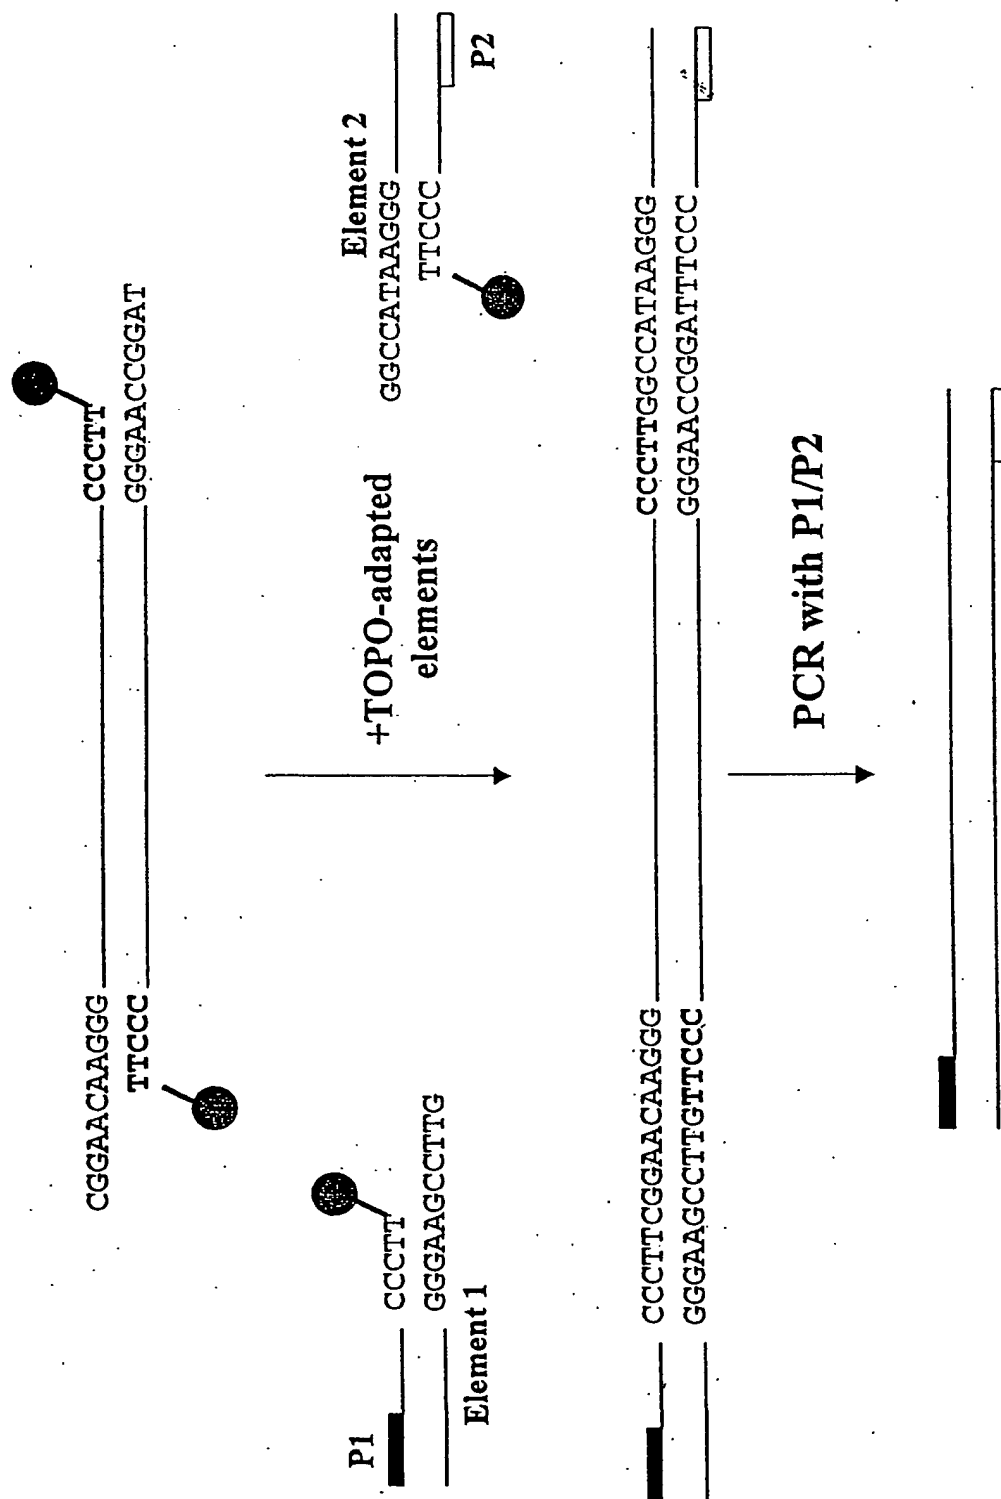 CGGAACAAGGG
CCCTT
TTCCC
GGGAACCGGAT
P1
CCCTT
GGGAAGCCTTG
Element 1
+TOPO-adapted
elements
Element 2
GGCCATAAGGG
TTCCC
P2
CCCTTCGGAACAAGGG
CCCTTGGCCATAAGGG
GGGAAGCCTTGTTCCC
GGGAACCGGATTTCCC
PCR with P1/P2